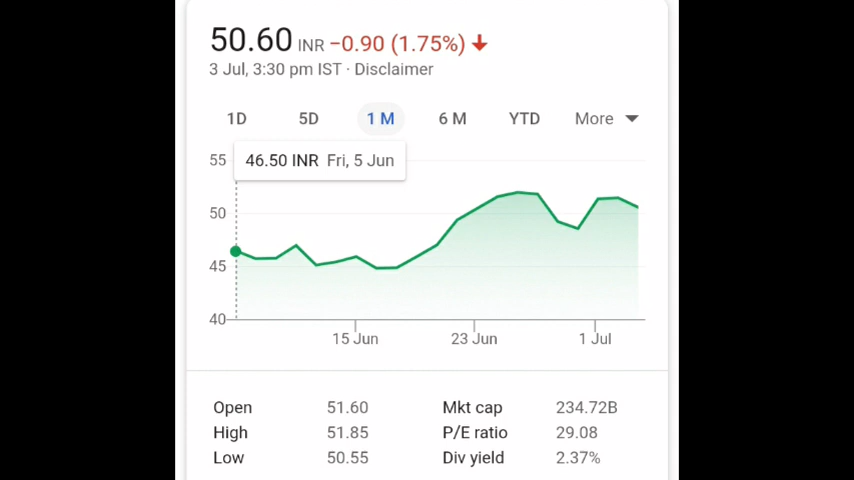 50.60 INR −0.90 (1.75%)
3 Jul, 3:30 pm IST · Disclaimer
1D 5D 1 M 6 M YTD More
55
46.50 INR Fri, 5 Jun
50
45
40
15 Jun 23 Jun 1 Jul
Open 51.60 Mkt cap 234.72B
High 51.85 P/E ratio 29.08
Low 50.55 Div yield 2.37%